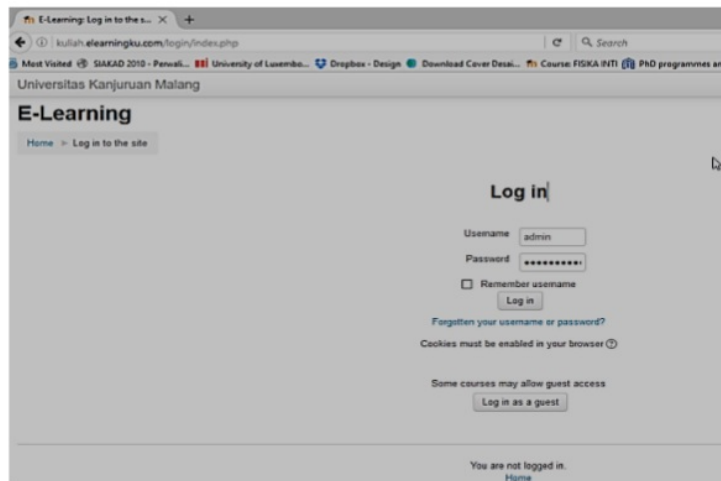 E-Learning: Log in to the s...
kuliah.elearningku.com/login/index.php
Search
Most Visited SIAKAD 2010 - Perwali... University of Luxembo... Dropbox - Design Download Cover Desai... Course: FISIKA INTI PhD programmes an
Universitas Kanjuruan Malang
E-Learning
Home ► Log in to the site
Log in
Username admin
Password
Remember username
Log in
Forgotten your username or password?
Cookies must be enabled in your browser
Some courses may allow guest access
Log in as a guest
You are not logged in.
Home